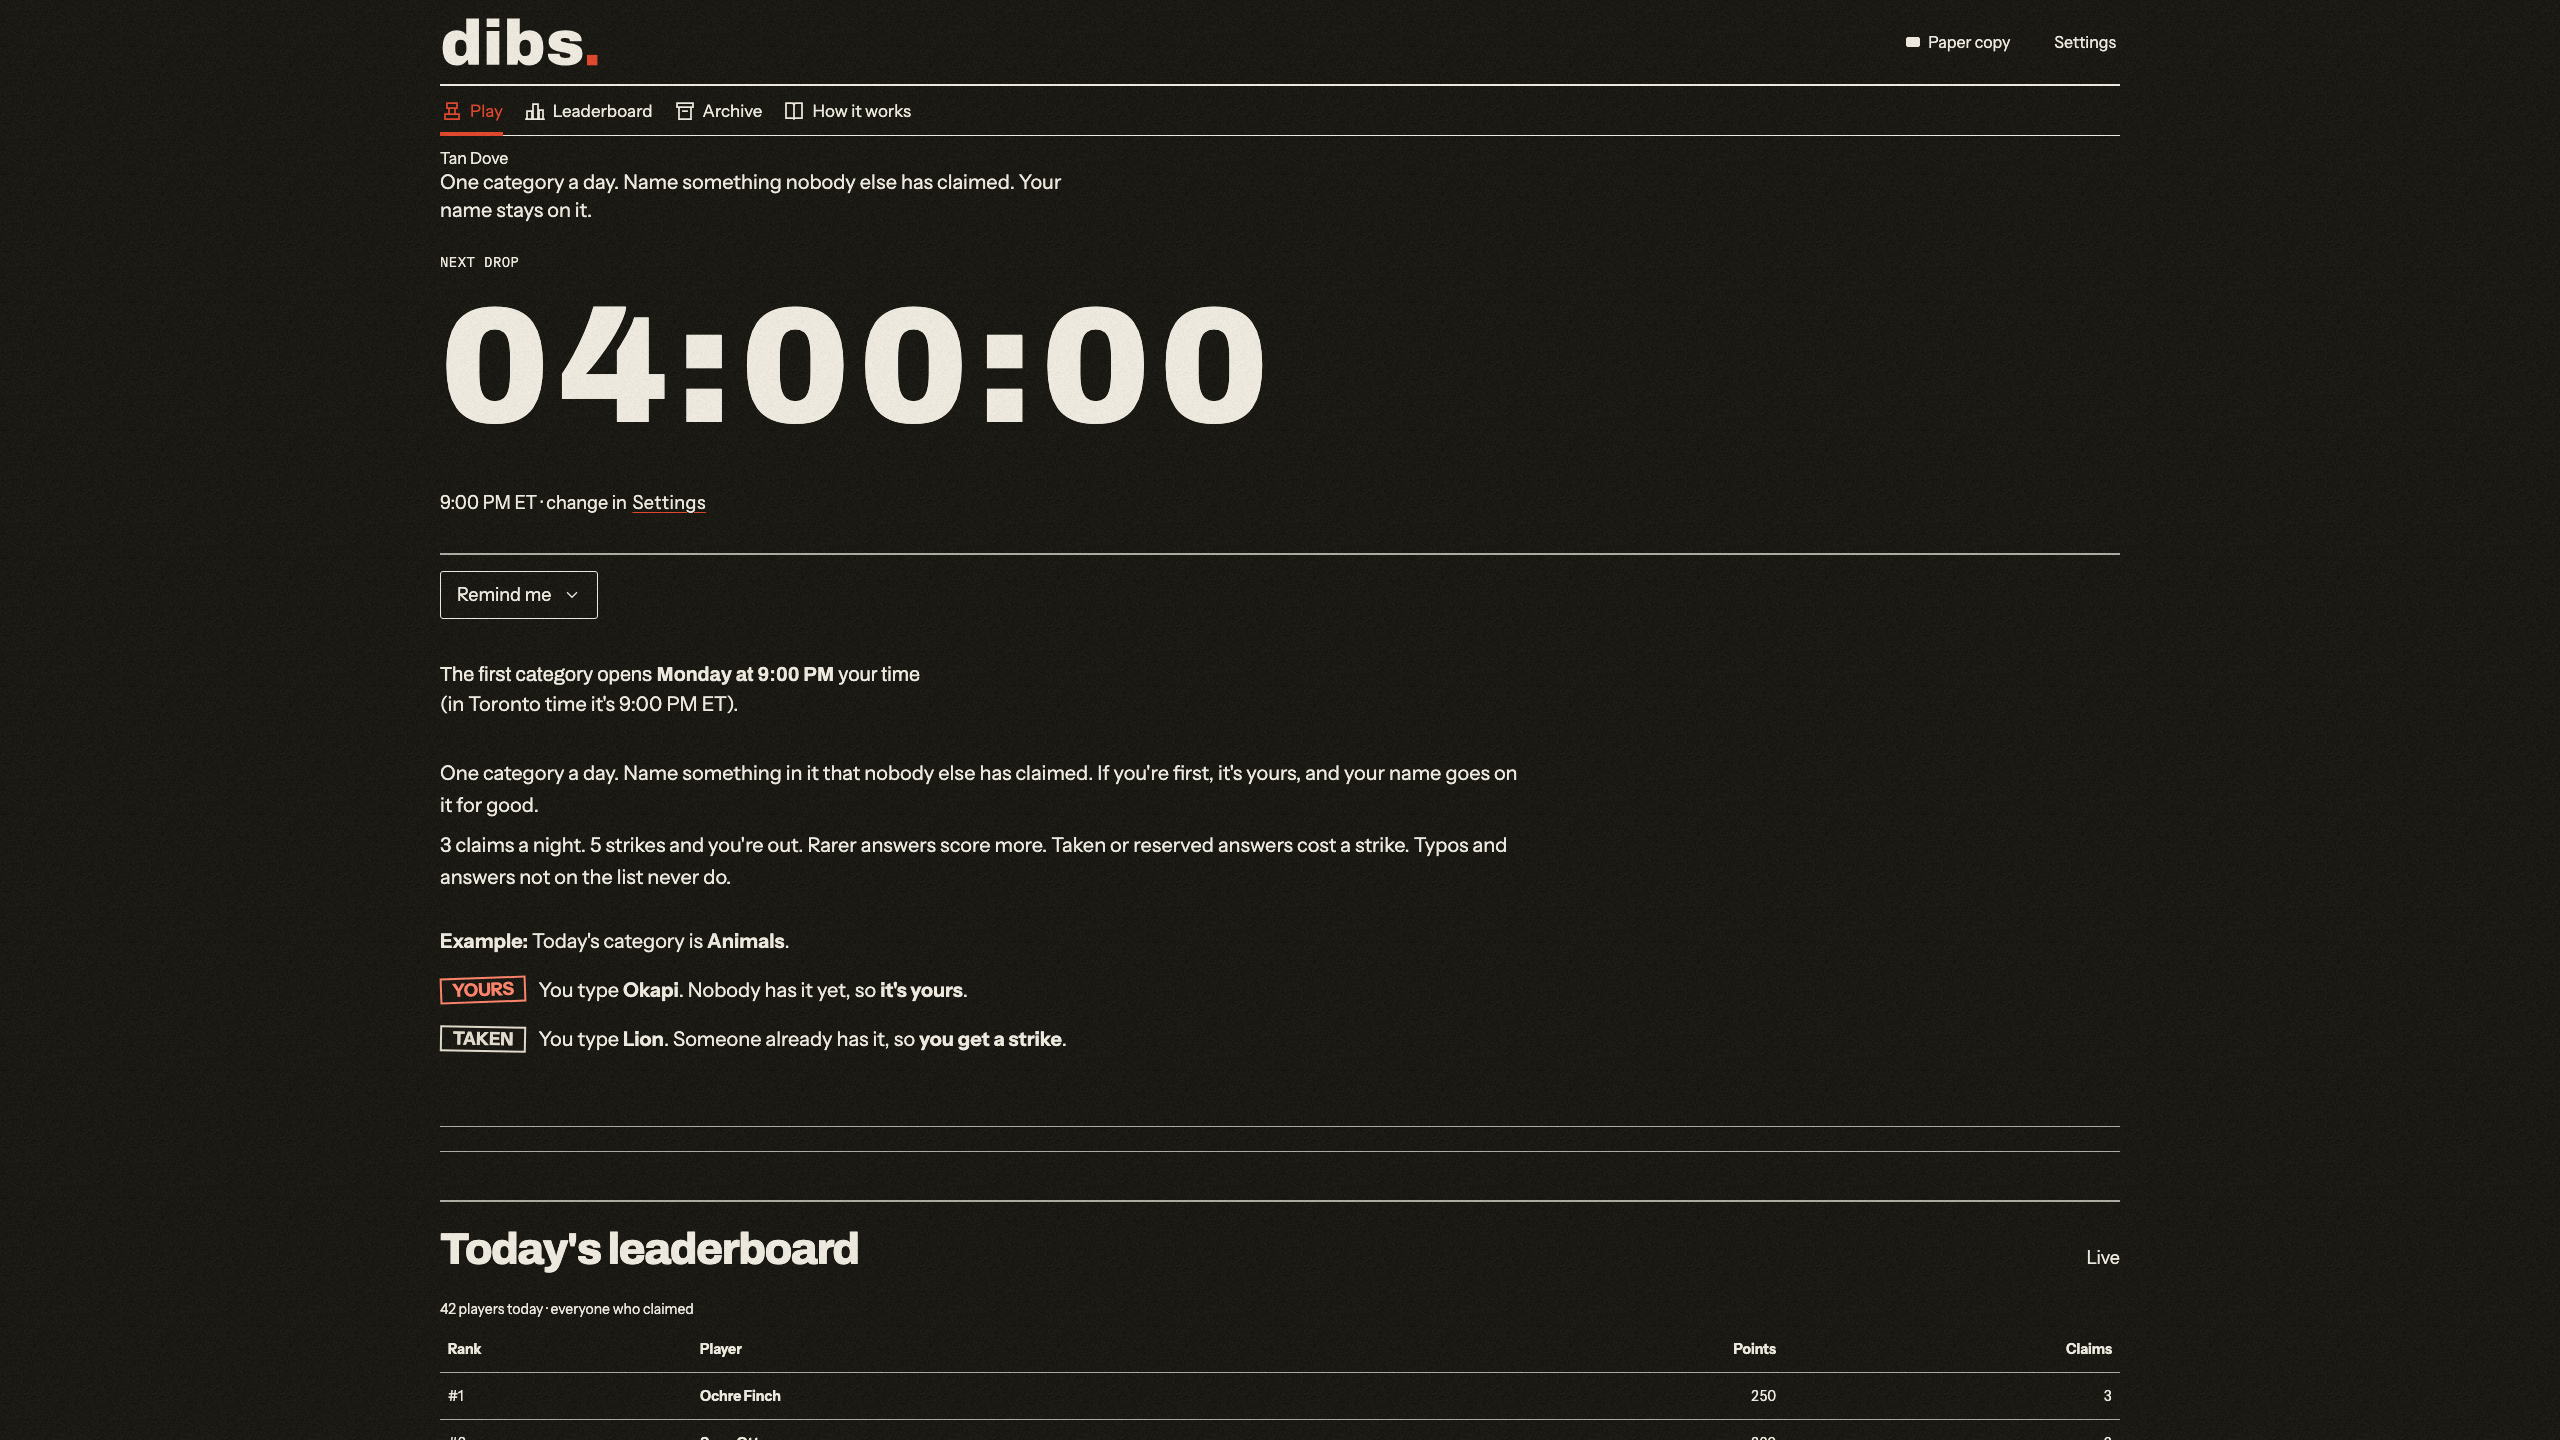 dibs.
Paper copy
Settings
Play
Leaderboard
Archive
How it works
Tan Dove
One category a day. Name something nobody else has claimed. Your
name stays on it.
NEXT DROP
04:00:00
9:00 PM ET · change in Settings
Remind me
The first category opens Monday at 9:00 PM your time
(in Toronto time it's 9:00 PM ET).
One category a day. Name something in it that nobody else has claimed. If you're first, it's yours, and your name goes on
it for good.
3 claims a night. 5 strikes and you're out. Rarer answers score more. Taken or reserved answers cost a strike. Typos and
answers not on the list never do.
Example: Today's category is Animals.
YOURS You type Okapi. Nobody has it yet, so it's yours.
TAKEN You type Lion. Someone already has it, so you get a strike.
Today's leaderboard
Live
42 players today · everyone who claimed
Rank Player Points Claims
#1 Ochre Finch 250 3